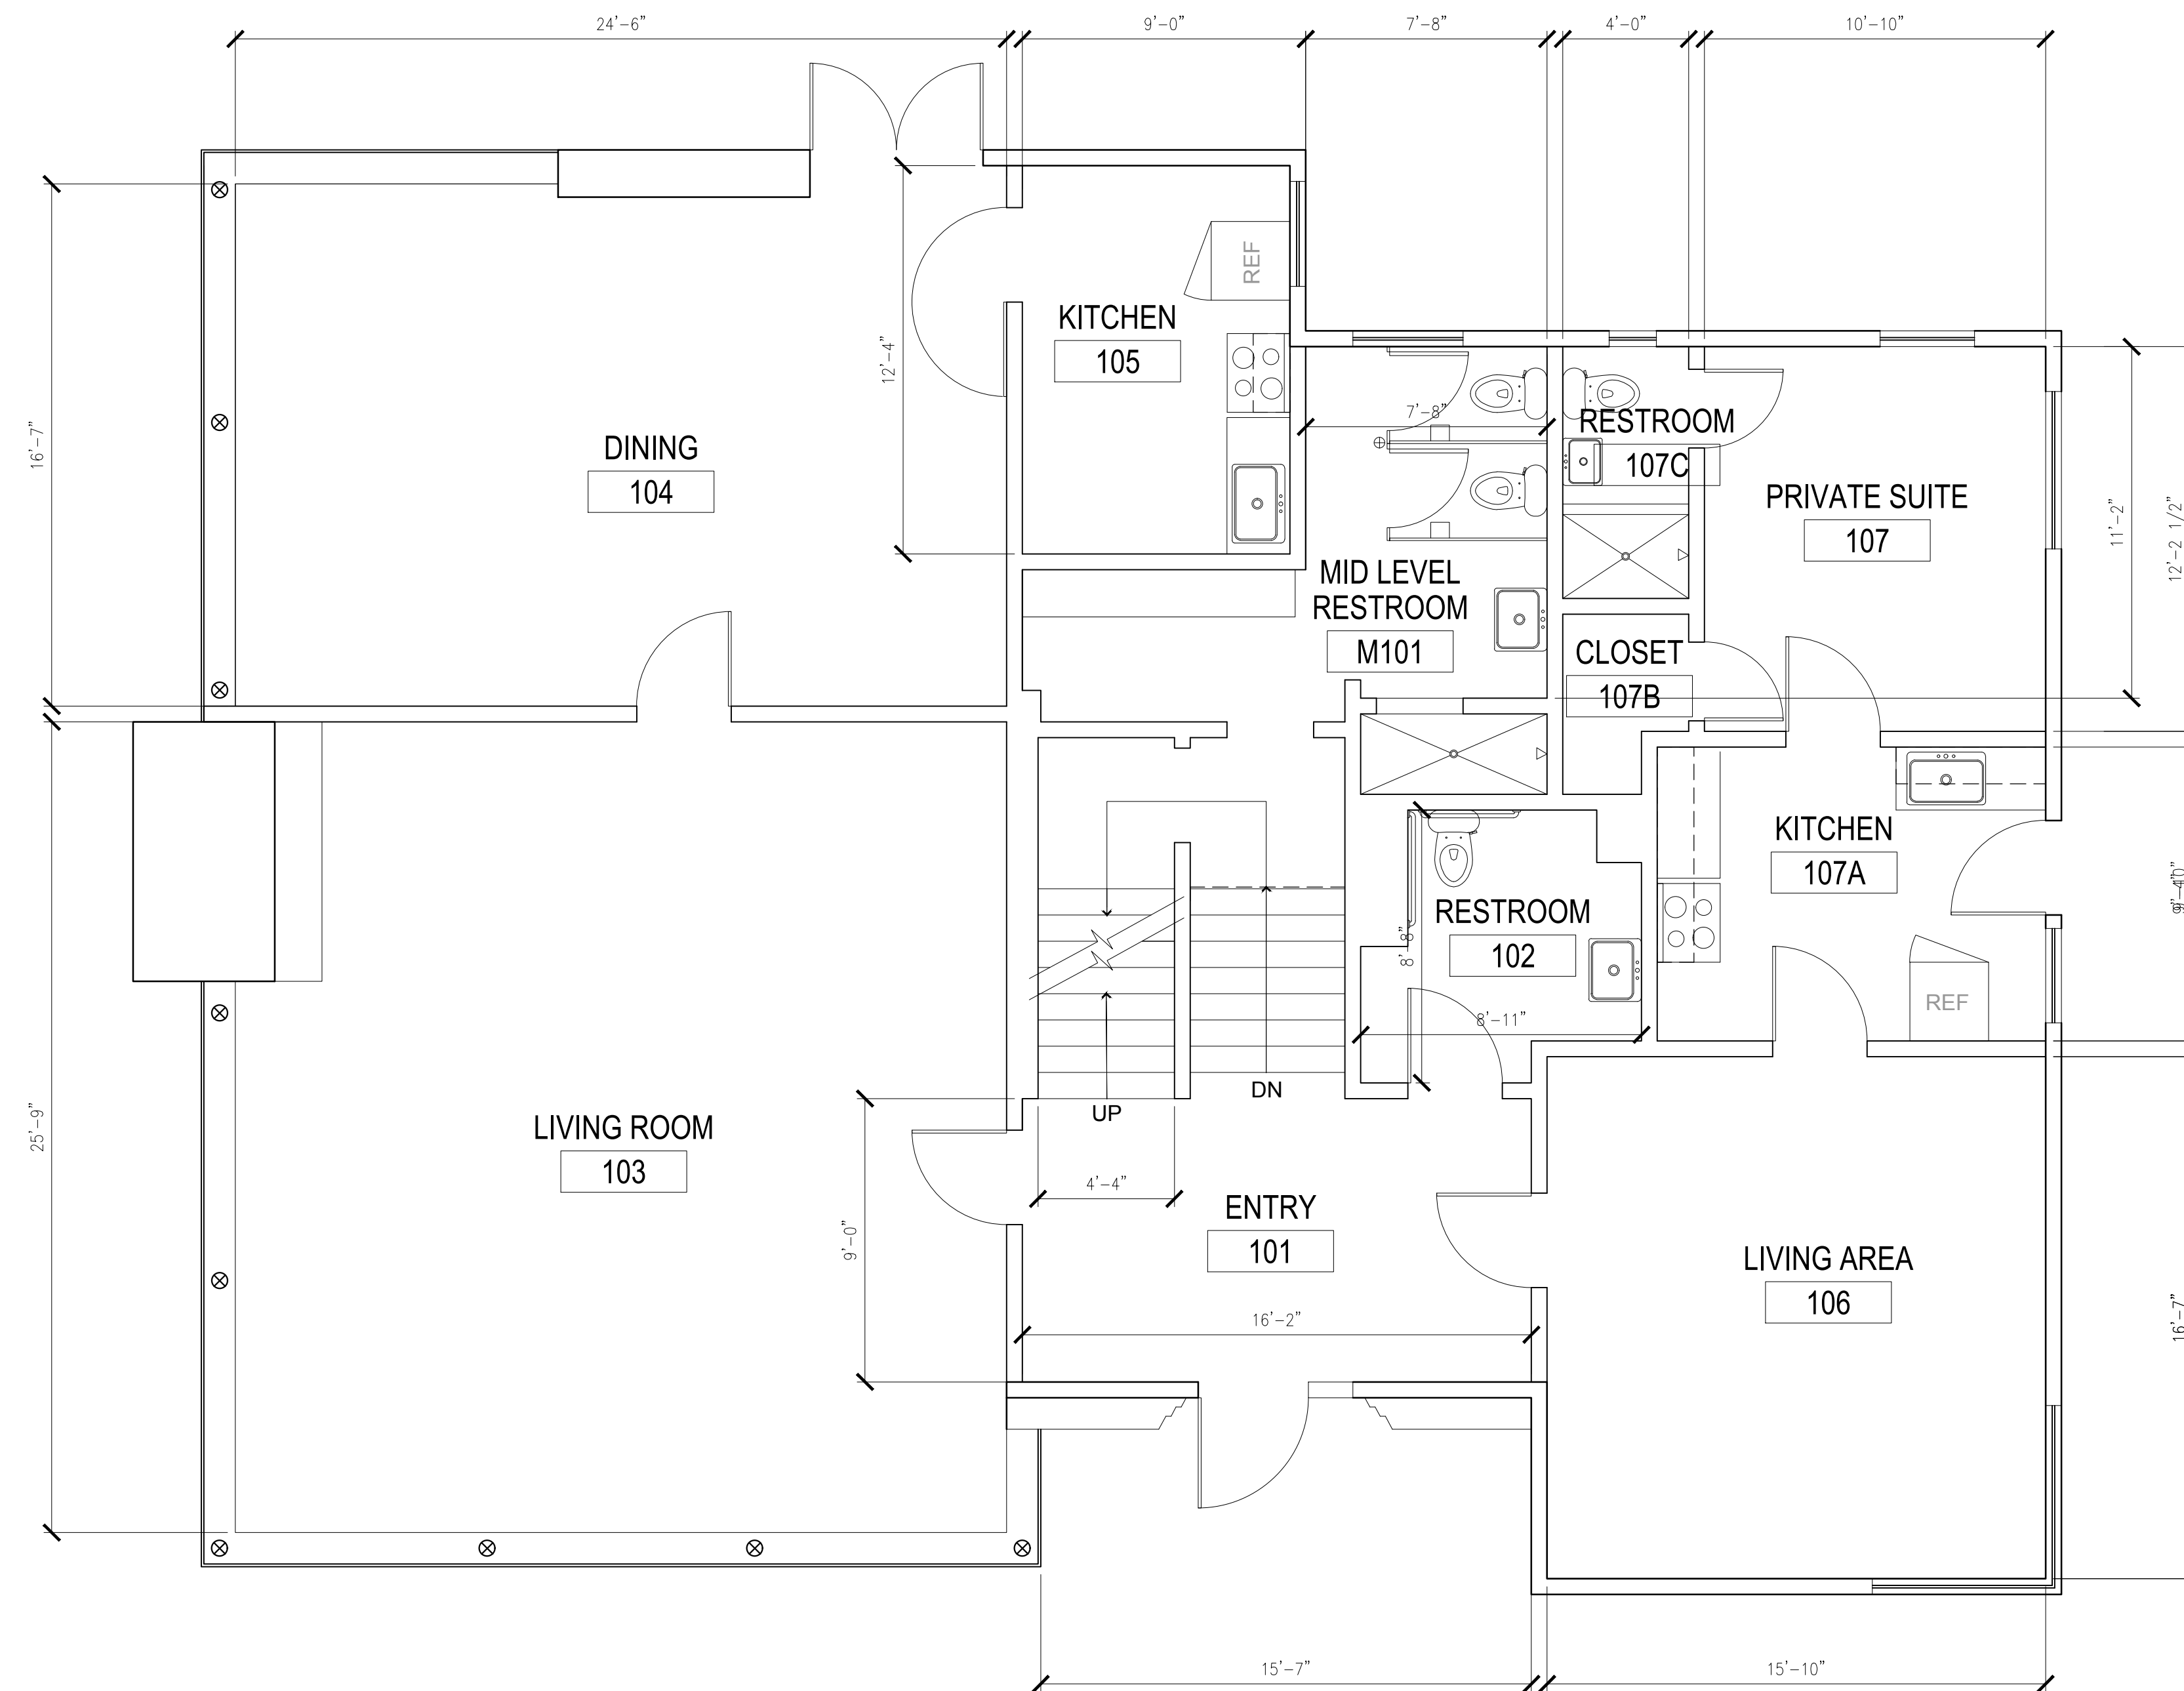 24'-6"
9'-0"
7'-8"
4'-0"
10'-10"
REF
KITCHEN
105
12'-4"
7'-8"
RESTROOM
107C
16'-7"
DINING
104
PRIVATE SUITE
107
11'-2"
12'-2 1/2"
MID LEVEL
RESTROOM
M101
CLOSET
107B
KITCHEN
107A
RESTROOM
102
8'-8"
REF
8'-11"
DN
UP
25'-9"
LIVING ROOM
103
4'-4"
ENTRY
101
9'-0"
LIVING AREA
106
16'-2"
16'-7"
15'-7"
15'-10"